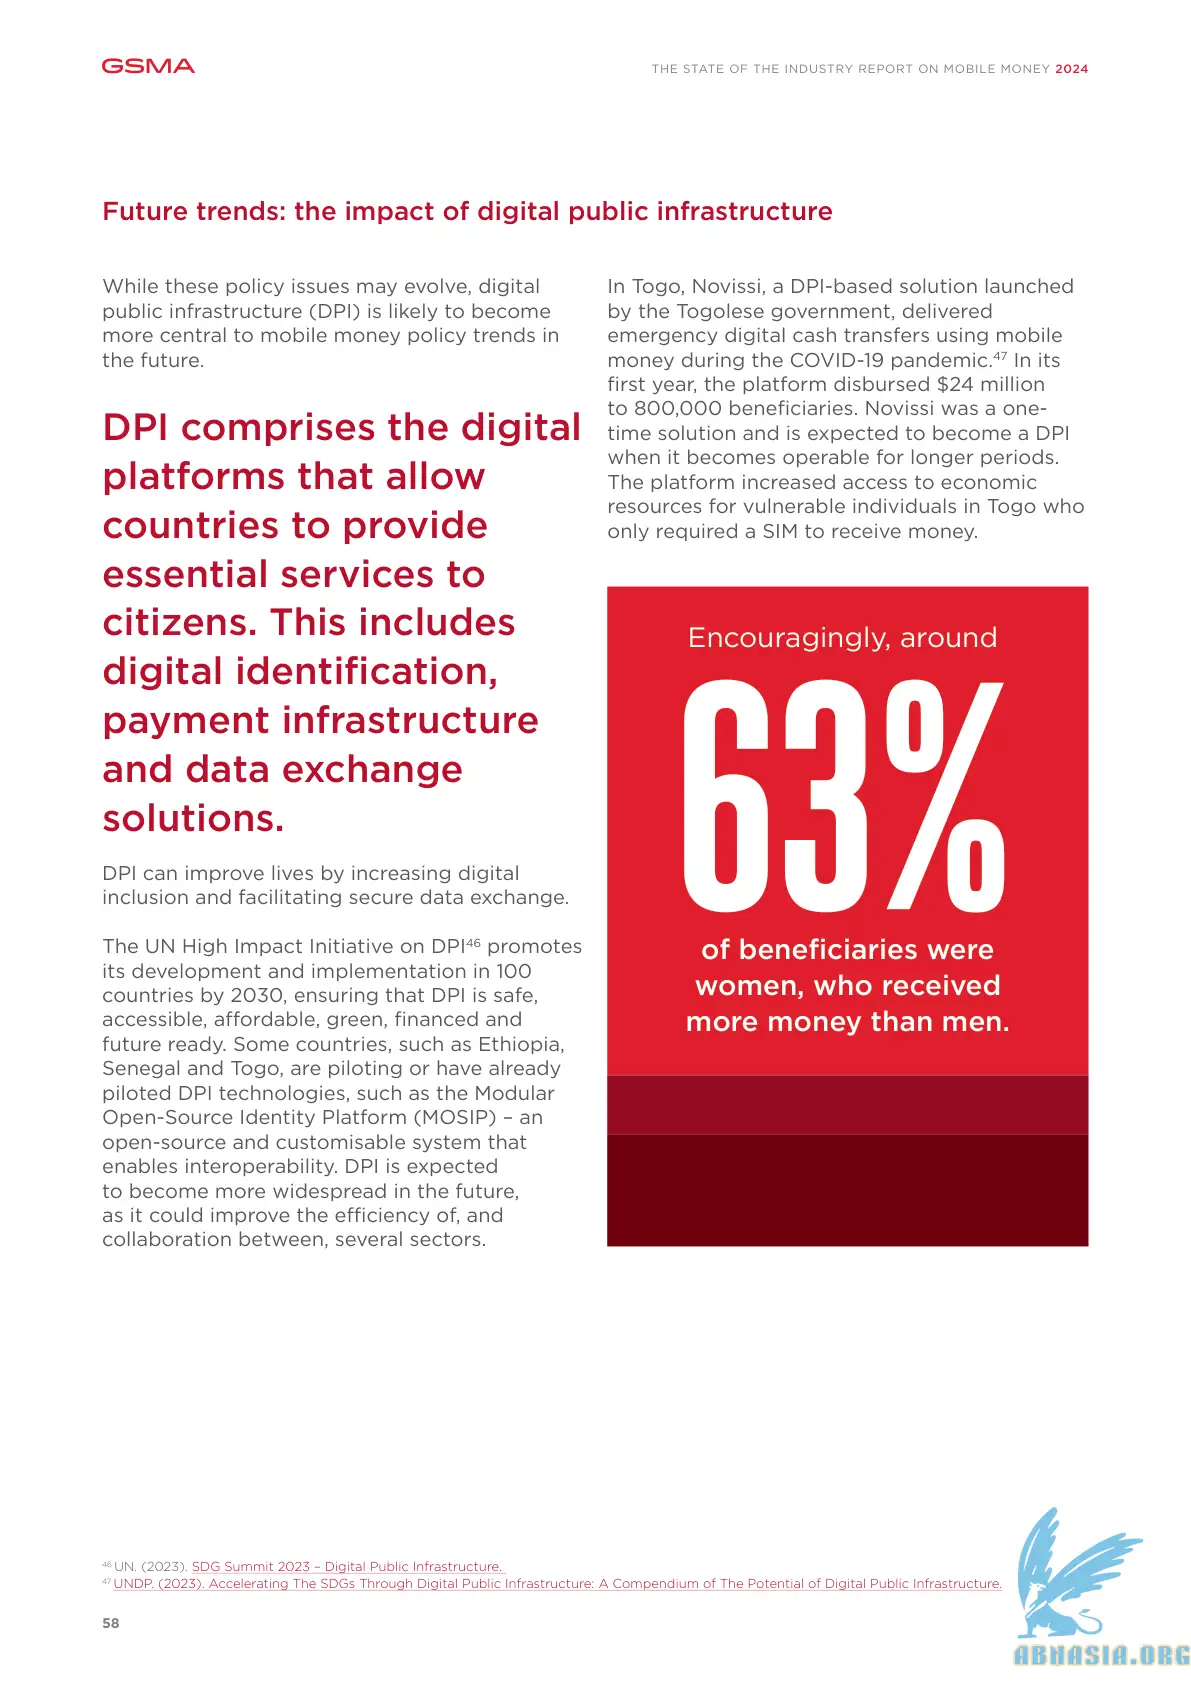 GSMA
THE STATE OF THE INDUSTRY REPORT ON MOBILE MONEY 2024
Future trends: the impact of digital public infrastructure
While these policy issues may evolve, digital
public infrastructure (DPI) is likely to become
more central to mobile money policy trends in
the future.
DPI comprises the digital
platforms that allow
countries to provide
essential services to
citizens. This includes
digital identification,
payment infrastructure
and data exchange
solutions.
DPI can improve lives by increasing digital
inclusion and facilitating secure data exchange.
The UN High Impact Initiative on DPI46 promotes
its development and implementation in 100
countries by 2030, ensuring that DPI is safe,
accessible, affordable, green, financed and
future ready. Some countries, such as Ethiopia,
Senegal and Togo, are piloting or have already
piloted DPI technologies, such as the Modular
Open-Source Identity Platform (MOSIP) – an
open-source and customisable system that
enables interoperability. DPI is expected
to become more widespread in the future,
as it could improve the efficiency of, and
collaboration between, several sectors.
In Togo, Novissi, a DPI-based solution launched
by the Togolese government, delivered
emergency digital cash transfers using mobile
money during the COVID-19 pandemic.47 In its
first year, the platform disbursed $24 million
to 800,000 beneficiaries. Novissi was a one-
time solution and is expected to become a DPI
when it becomes operable for longer periods.
The platform increased access to economic
resources for vulnerable individuals in Togo who
only required a SIM to receive money.
Encouragingly, around
63%
of beneficiaries were
women, who received
more money than men.
46 UN. (2023). SDG Summit 2023 – Digital Public Infrastructure.
47 UNDP. (2023). Accelerating The SDGs Through Digital Public Infrastructure: A Compendium of The Potential of Digital Public Infrastructure.
58
ABNASIA.ORG